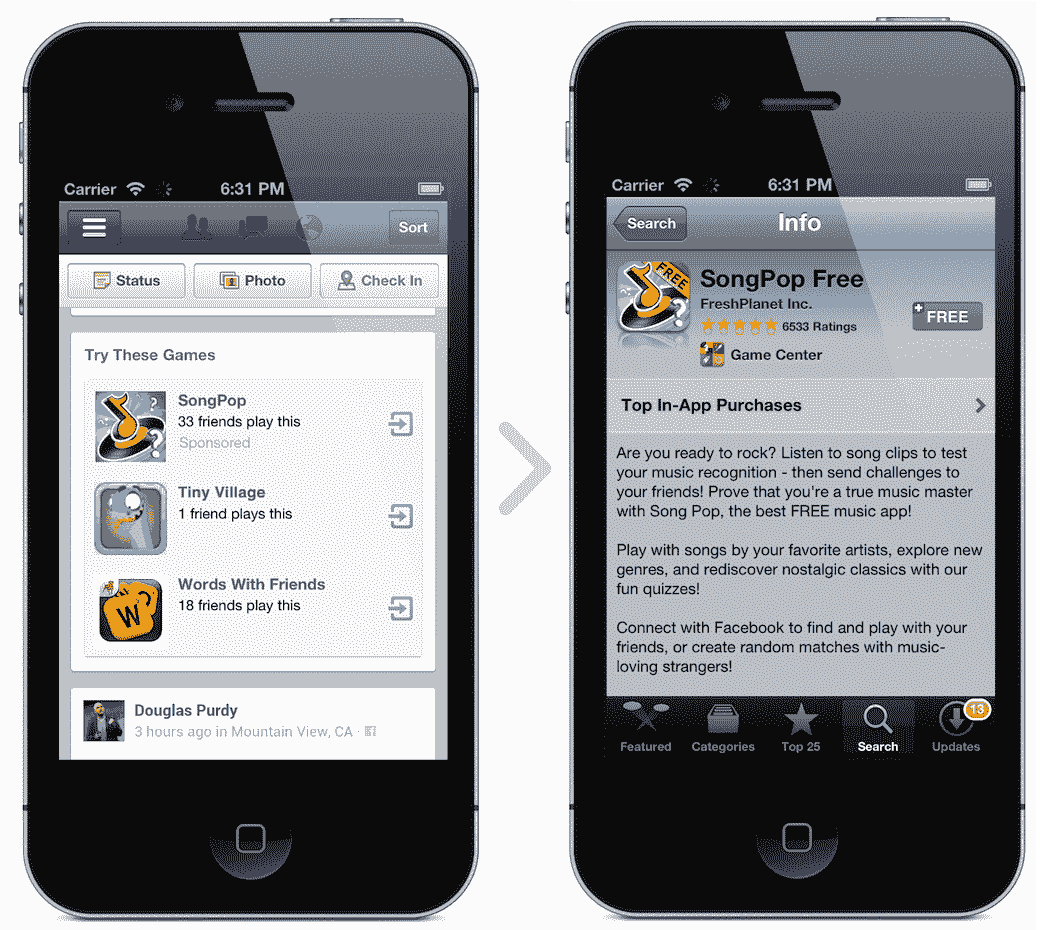 Carrier 6:31 PM
Sort
Status Photo Check In
Try These Games
SongPop
33 friends play this
Sponsored
Tiny Village
1 friend plays this
Words With Friends
18 friends play this
W
Douglas Purdy
3 hours ago in Mountain View, CA ·
Carrier 6:31 PM
Search Info
FREE
SongPop Free
FreshPlanet Inc.
6533 Ratings
+ FREE
Game Center
Top In-App Purchases
Are you ready to rock? Listen to song clips to test
your music recognition - then send challenges to
your friends! Prove that you're a true music master
with Song Pop, the best FREE music app!
Play with songs by your favorite artists, explore new
genres, and rediscover nostalgic classics with our
fun quizzes!
Connect with Facebook to find and play with your
friends, or create random matches with music-
loving strangers!
13
Featured Categories Top 25 Search Updates